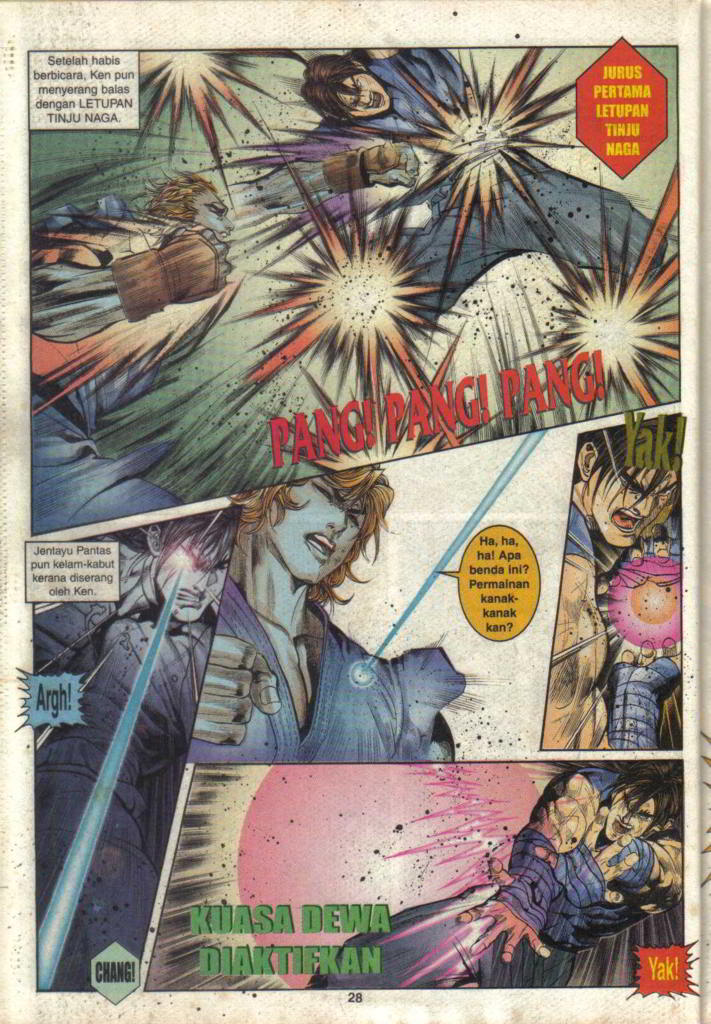 Setelah habis
berbicara, Ken pun
menyerang balas
dengan LETUPAN
TINJU NAGA.
JURUS
PERTAMA
LETUPAN
TINJU
NAGA
PANG! PANG! PANG!
Yak!
Jentayu Pantas
pun kelam-kabut
kerana diserang
oleh Ken.
Ha, ha,
ha! Apa
benda ini?
Permainan
kanak-
kanak
kan?
Argh!
KUASA DEWA
DIAKTIFKAN
CHANG!
Yak!
28